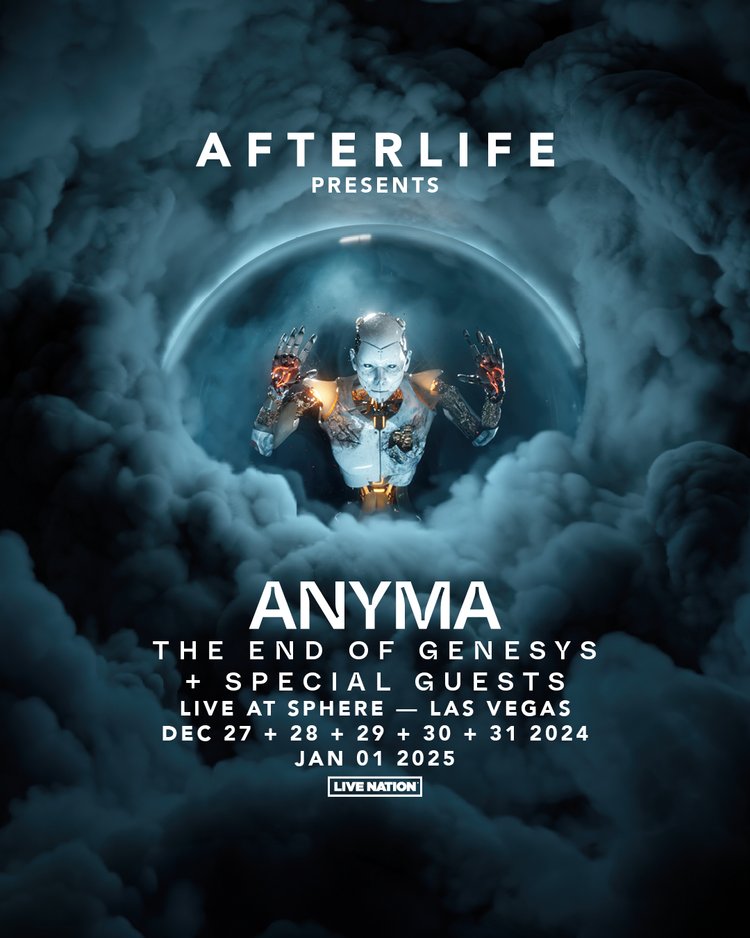 AFTERLIFE
PRESENTS
ANYMA
THE END OF GENESYS
+ SPECIAL GUESTS
LIVE AT SPHERE — LAS VEGAS
DEC 27 + 28 + 29 + 30 + 31 2024
JAN 01 2025
LIVE NATION